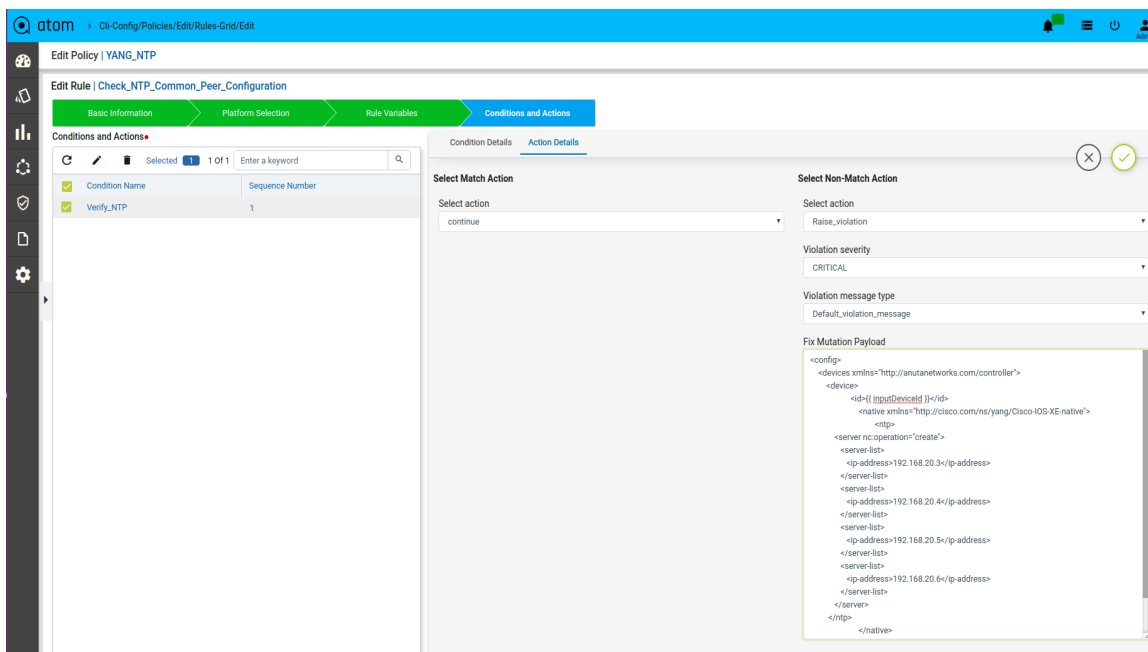 atom > Cli-Config/Policies/Edit/Rules-Grid/Edit
Edit Policy | YANG_NTP
Edit Rule | Check_NTP_Common_Peer_Configuration
Basic Information
Platform Selection
Rule Variables
Conditions and Actions
Conditions and Actions
Selected 1 1 Of 1 Enter a keyword
Condition Name
Sequence Number
Verify_NTP
1
Condition Details
Action Details
Select Match Action
Select action
continue
Select Non-Match Action
Select action
Raise_violation
Violation severity
CRITICAL
Violation message type
Default_violation_message
Fix Mutation Payload
<config>
<devices xmlns="http://anutanetworks.com/controller">
<device>
<id>{{ inputDeviceId }}</id>
<native xmlns="http://cisco.com/ns/yang/Cisco-IOS-XE-native">
<ntp>
<server nc:operation="create">
<server-list>
<ip-address>192.168.20.3</ip-address>
</server-list>
<server-list>
<ip-address>192.168.20.4</ip-address>
</server-list>
<server-list>
<ip-address>192.168.20.5</ip-address>
</server-list>
<server-list>
<ip-address>192.168.20.6</ip-address>
</server-list>
</server>
</ntp>
</native>